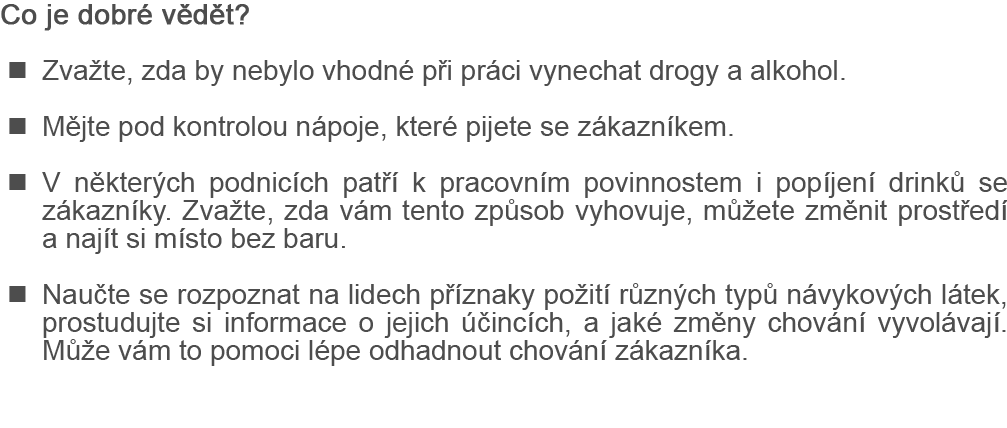 Co je dobré vědět?
■ Zvažte, zda by nebylo vhodné při práci vynechat drogy a alkohol.
■ Mějte pod kontrolou nápoje, které pijete se zákazníkem.
■ V některých podnicích patří k pracovním povinnostem i popíjení drinků se
zákazníky. Zvažte, zda vám tento způsob vyhovuje, můžete změnit prostředí
a najít si místo bez baru.
■ Naučte se rozpoznat na lidech příznaky požití různých typů návykových látek,
prostudujte si informace o jejich účincích, a jaké změny chování vyvolávají.
Může vám to pomoci lépe odhadnout chování zákazníka.